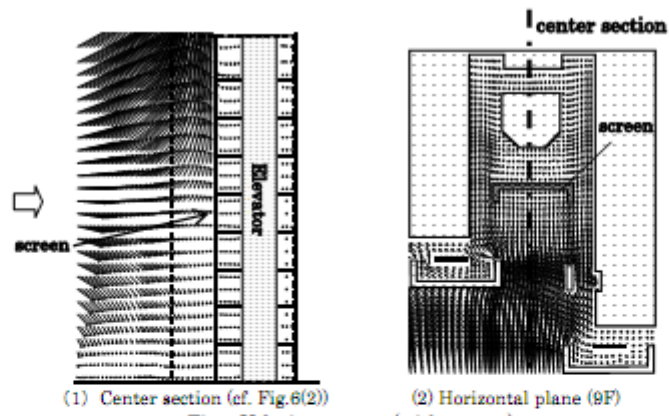 center section
screen
Elevator
screen
(1) Center section (cf. Fig.6(2))
(2) Horizontal plane (9F)